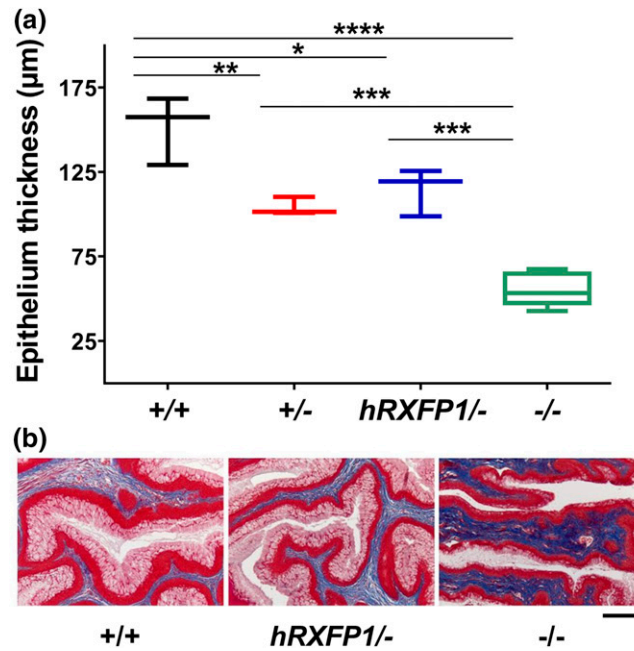 (a)
Epithelium thickness (µm)
****
*
**
***
***
175
125
75
25
+/+ +/- hRXFP1/- -/-
(b)
+/+ hRXFP1/- -/-